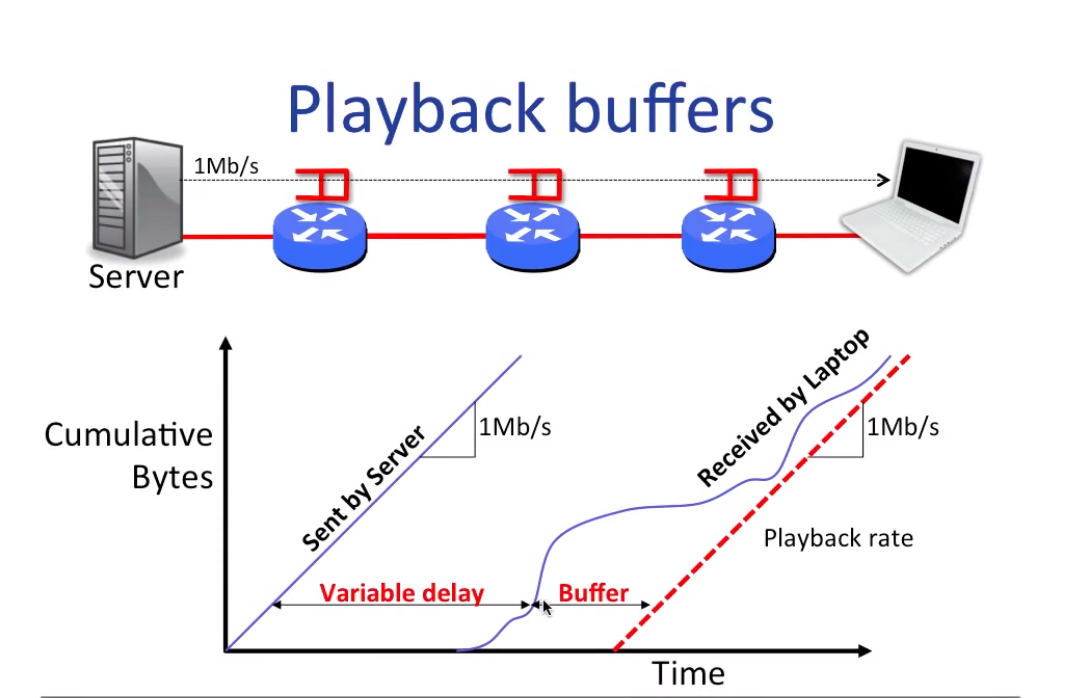 Playback buffers
1Mb/s
Server
Cumulative
Bytes
Sent by Server
1Mb/s
Received by Laptop
1Mb/s
Playback rate
Variable delay
Buffer
Time